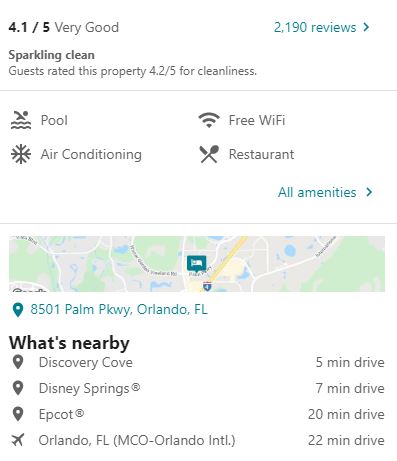 4.1 / 5 Very Good 2,190 reviews
Sparkling clean
Guests rated this property 4.2/5 for cleanliness.
Pool Free WiFi
Air Conditioning Restaurant
All amenities
8501 Palm Pkwy, Orlando, FL
What's nearby
Discovery Cove 5 min drive
Disney Springs® 7 min drive
Epcot® 20 min drive
Orlando, FL (MCO-Orlando Intl.) 22 min drive